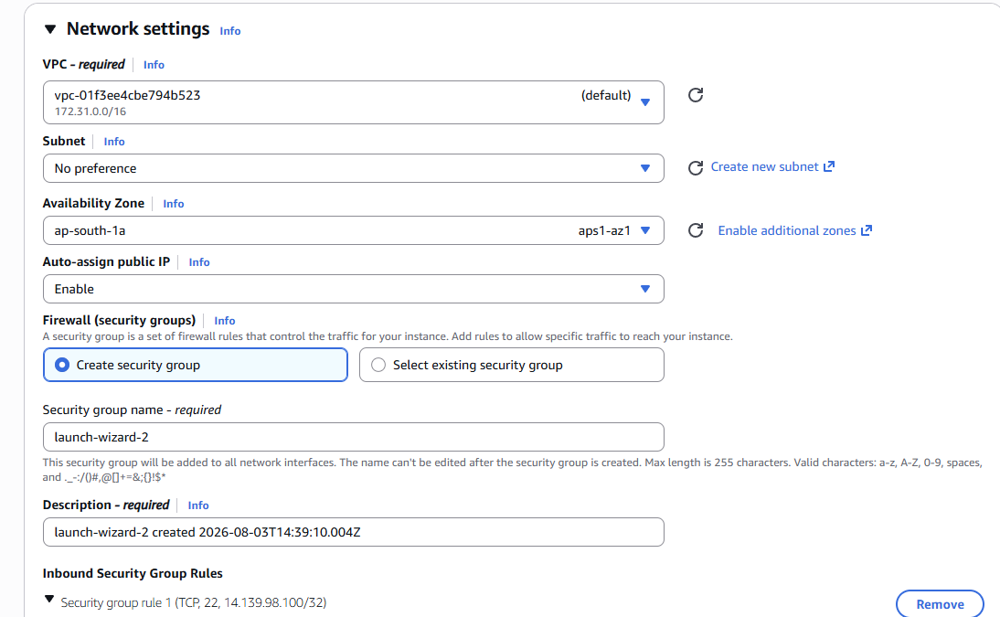 Network settings Info
VPC - required Info
vpc-01f3ee4cbe794b523 (default)
172.31.0.0/16
Subnet Info
No preference
Create new subnet
Availability Zone Info
ap-south-1a aps1-az1
Enable additional zones
Auto-assign public IP Info
Enable
Firewall (security groups) Info
A security group is a set of firewall rules that control the traffic for your instance. Add rules to allow specific traffic to reach your instance.
Create security group
Select existing security group
Security group name - required
launch-wizard-2
This security group will be added to all network interfaces. The name can't be edited after the security group is created. Max length is 255 characters. Valid characters: a-z, A-Z, 0-9, spaces,
and ._-:/()#,@[]+=&;{}!$*
Description - required Info
launch-wizard-2 created 2026-08-03T14:39:10.004Z
Inbound Security Group Rules
Security group rule 1 (TCP, 22, 14.139.98.100/32)
Remove